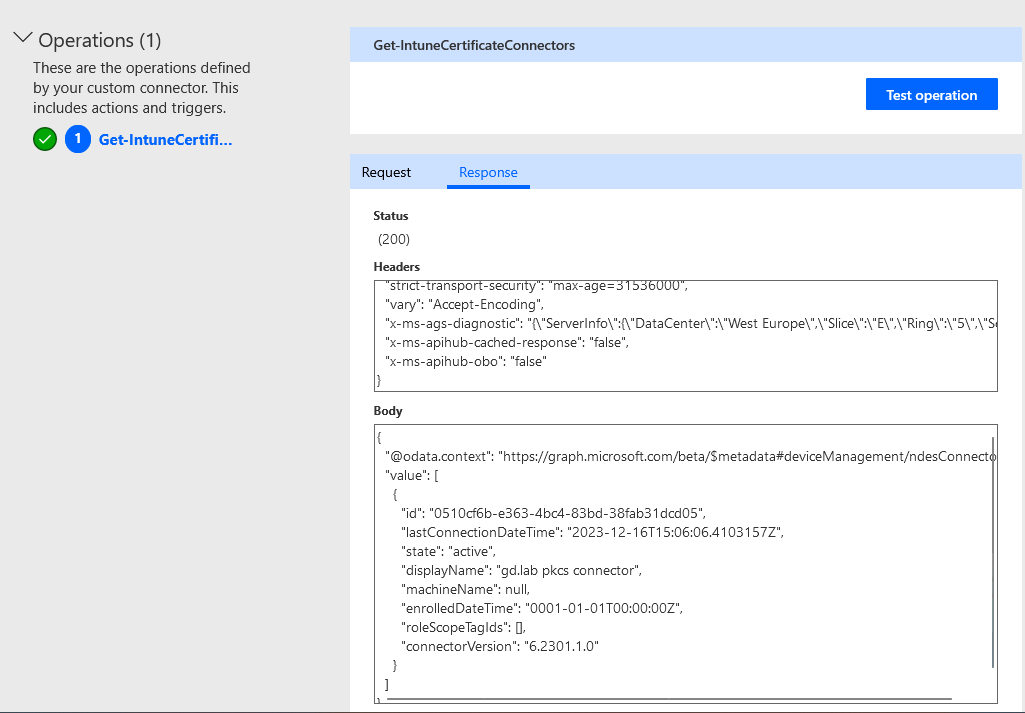 Operations (1)
These are the operations defined
by your custom connector. This
includes actions and triggers.
1 Get-IntuneCertifi...
Get-IntuneCertificateConnectors
Test operation
Request Response
Status
(200)
Headers
"strict-transport-security": "max-age=31536000",
"vary": "Accept-Encoding",
"x-ms-ags-diagnostic": "{\"ServerInfo\":{\"DataCenter\":\"West Europe\",\"Slice\":\"E\",\"Ring\":\"5\",\"S
"x-ms-apihub-cached-response": "false",
"x-ms-apihub-obo": "false"
}
Body
{
"@odata.context": "https://graph.microsoft.com/beta/$metadata#deviceManagement/ndesConnecto
"value": [
{
"id": "0510cf6b-e363-4bc4-83bd-38fab31dcd05",
"lastConnectionDateTime": "2023-12-16T15:06:06.4103157Z",
"state": "active",
"displayName": "gd.lab pkcs connector",
"machineName": null,
"enrolledDateTime": "0001-01-01T00:00:00Z",
"roleScopeTagIds": [],
"connectorVersion": "6.2301.1.0"
}
]
}